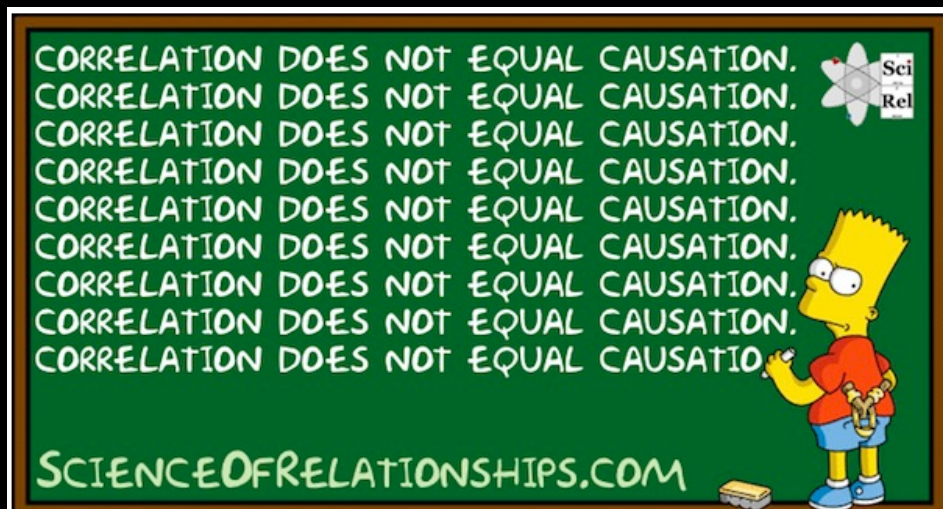 CORRELATION DOES NOT EQUAL CAUSATION.
CORRELATION DOES NOT EQUAL CAUSATION.
CORRELATION DOES NOT EQUAL CAUSATION.
CORRELATION DOES NOT EQUAL CAUSATION.
CORRELATION DOES NOT EQUAL CAUSATION.
CORRELATION DOES NOT EQUAL CAUSATION.
CORRELATION DOES NOT EQUAL CAUSATION.
CORRELATION DOES NOT EQUAL CAUSATION.
CORRELATION DOES NOT EQUAL CAUSATIO
Sci
Rel
SCIENCEOFRELATIONSHIPS.COM